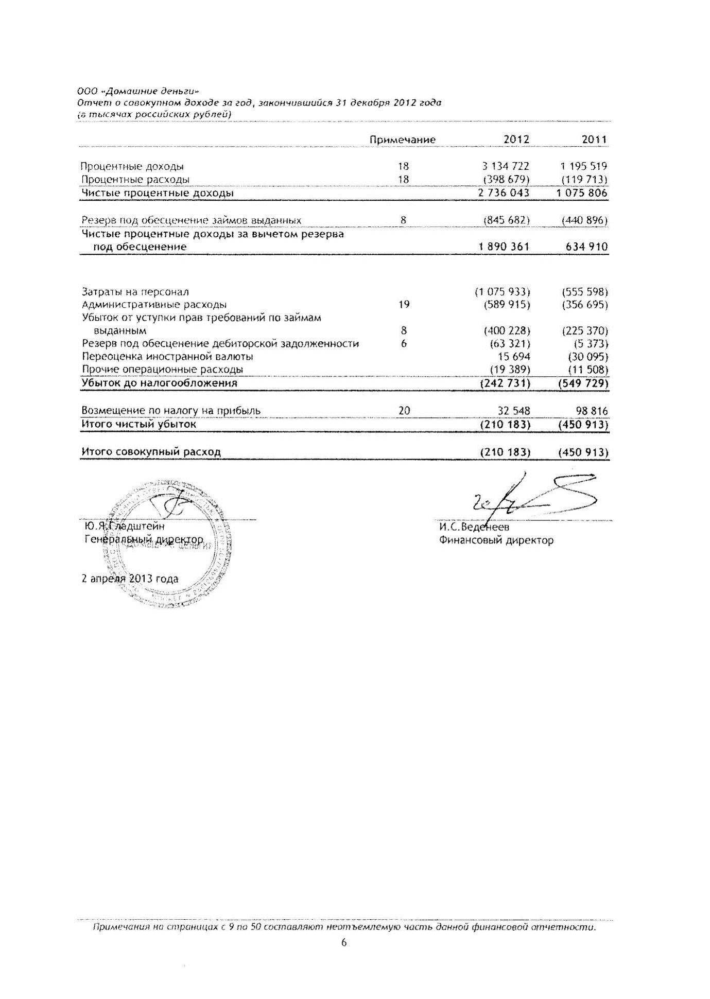 ООО «Домашние деньги»
Отчет о совокупном доходе за год, закончившийся 31 декабря 2012 года
(в тысячах российских рублей)
Примечание 2012 2011
Процентные доходы 18 3 134 722 1 195 519
Процентные расходы 18 (398 679) (119 713)
Чистые процентные доходы 2 736 043 1 075 806
Резерв под обесценение займов выданных 8 (845 682) (440 896)
Чистые процентные доходы за вычетом резерва
под обесценение 1 890 361 634 910
Затраты на персонал (1 075 933) (555 598)
Административные расходы 19 (589 915) (356 695)
Убыток от уступки прав требований по займам
выданным 8 (400 228) (225 370)
Резерв под обесценение дебиторской задолженности 6 (63 321) (5 373)
Переоценка иностранной валюты 15 694 (30 095)
Прочие операционные расходы (19 389) (11 508)
Убыток до налогообложения (242 731) (549 729)
Возмещение по налогу на прибыль 20 32 548 98 816
Итого чистый убыток (210 183) (450 913)
Итого совокупный расход (210 183) (450 913)
Ю.Я.Гладштейн И.С.Веденеев
Генеральный директор Финансовый директор
2 апреля 2013 года
Примечания на страницах с 9 по 50 составляют неотъемлемую часть данной финансовой отчетности.
6